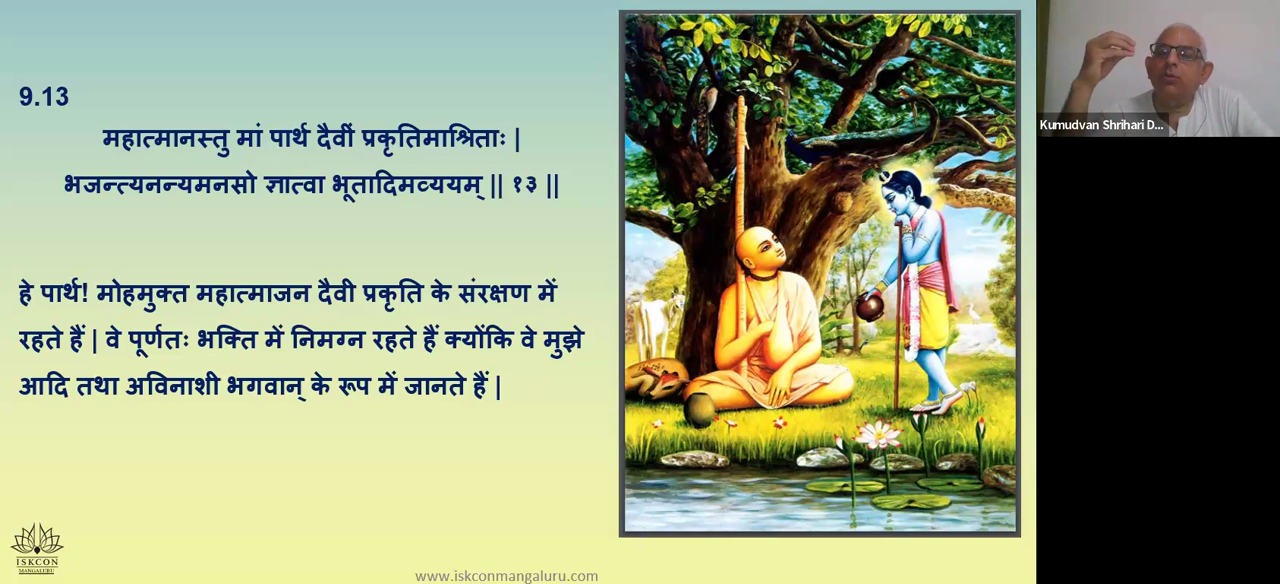 9.13
महात्मानस्तु मां पार्थ दैवीं प्रकृतिमाश्रिताः |
भजन्त्यनन्यमनसो ज्ञात्वा भूतादिमव्ययम् || १३ ||
हे पार्थ! मोहमुक्त महात्माजन दैवी प्रकृति के संरक्षण में
रहते हैं | वे पूर्णतः भक्ति में निमग्न रहते हैं क्योंकि वे मुझे
आदि तथा अविनाशी भगवान् के रूप में जानते हैं |
ISKCON
MANGALURU
www.iskconmangaluru.com
Kumudvan Shrihari D...